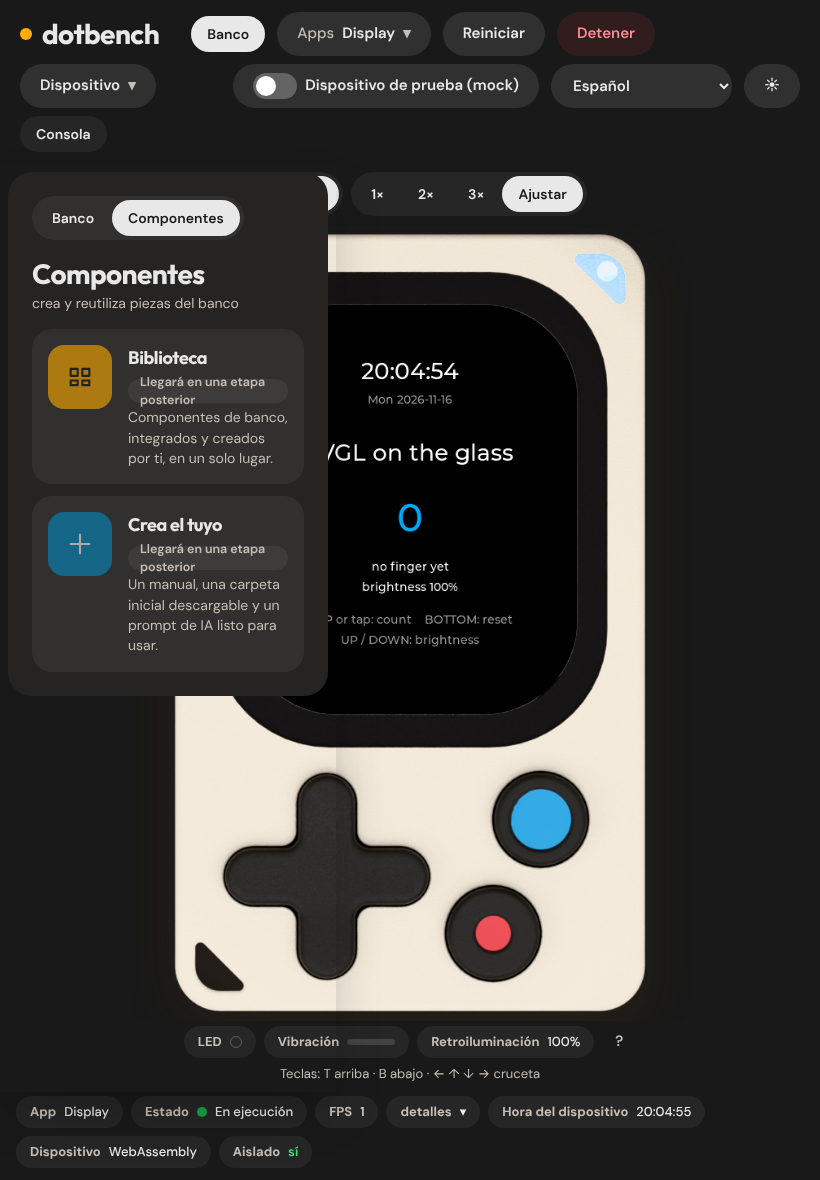 dotbench Banco Apps Display ▾ Reiniciar Detener
Dispositivo ▾ Dispositivo de prueba (mock) Español
Consola
Banco Componentes
1× 2× 3× Ajustar
Componentes
crea y reutiliza piezas del banco
Biblioteca
Llegará en una etapa
posterior
Componentes de banco,
integrados y creados
por ti, en un solo lugar.
Crea el tuyo
Llegará en una etapa
posterior
Un manual, una carpeta
inicial descargable y un
prompt de IA listo para
usar.
20:04:54
Mon 2026-11-16
VGL on the glass
0
no finger yet
brightness 100%
P or tap: count BOTTOM: reset
UP / DOWN: brightness
LED Vibración Retroiluminación 100% ?
Teclas: T arriba · B abajo · ← ↑ ↓ → cruceta
App Display Estado En ejecución FPS 1 detalles ▾ Hora del dispositivo 20:04:55
Dispositivo WebAssembly Aislado sí